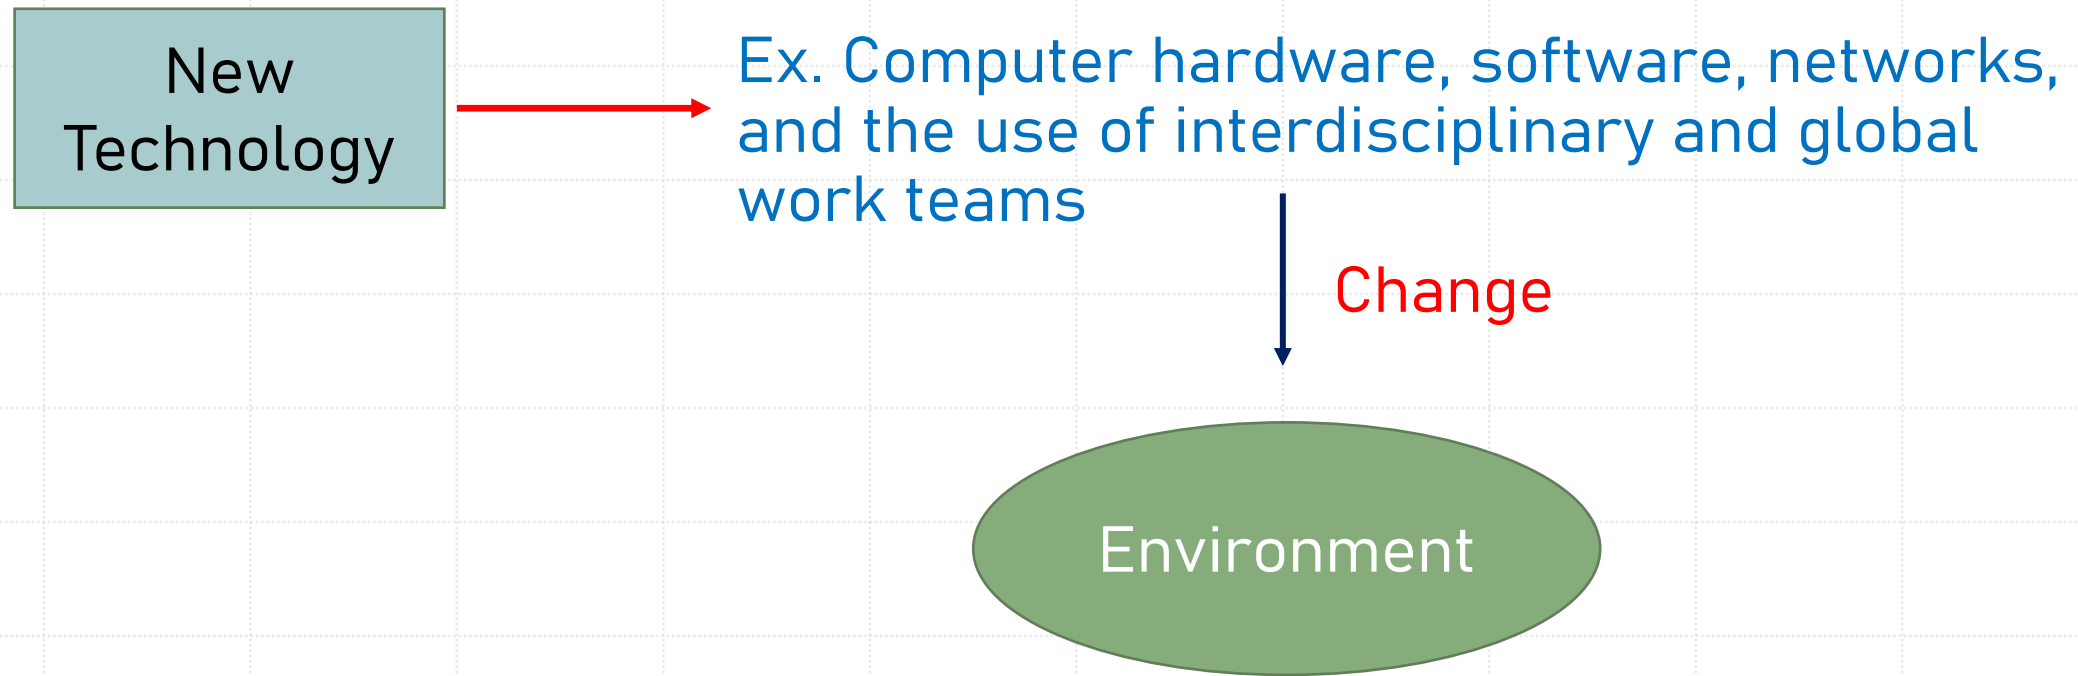 New
Technology
Ex. Computer hardware, software, networks,
and the use of interdisciplinary and global
work teams
Change
Environment